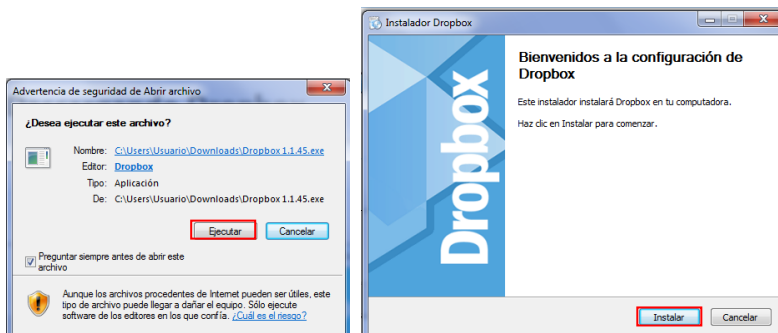 Advertencia de seguridad de Abrir archivo
¿Desea ejecutar este archivo?
Nombre: C:\Users\Usuario\Downloads\Dropbox 1.1.45.exe
Editor: Dropbox
Tipo: Aplicación
De: C:\Users\Usuario\Downloads\Dropbox 1.1.45.exe
Ejecutar Cancelar
Preguntar siempre antes de abrir este
archivo
Aunque los archivos procedentes de Internet pueden ser útiles, este
tipo de archivo puede llegar a dañar el equipo. Sólo ejecute
software de los editores en los que confía. ¿Cuál es el riesgo?
Instalador Dropbox
Dropbox
Bienvenidos a la configuración de
Dropbox
Este instalador instalará Dropbox en tu computadora.
Haz clic en Instalar para comenzar.
Instalar Cancelar